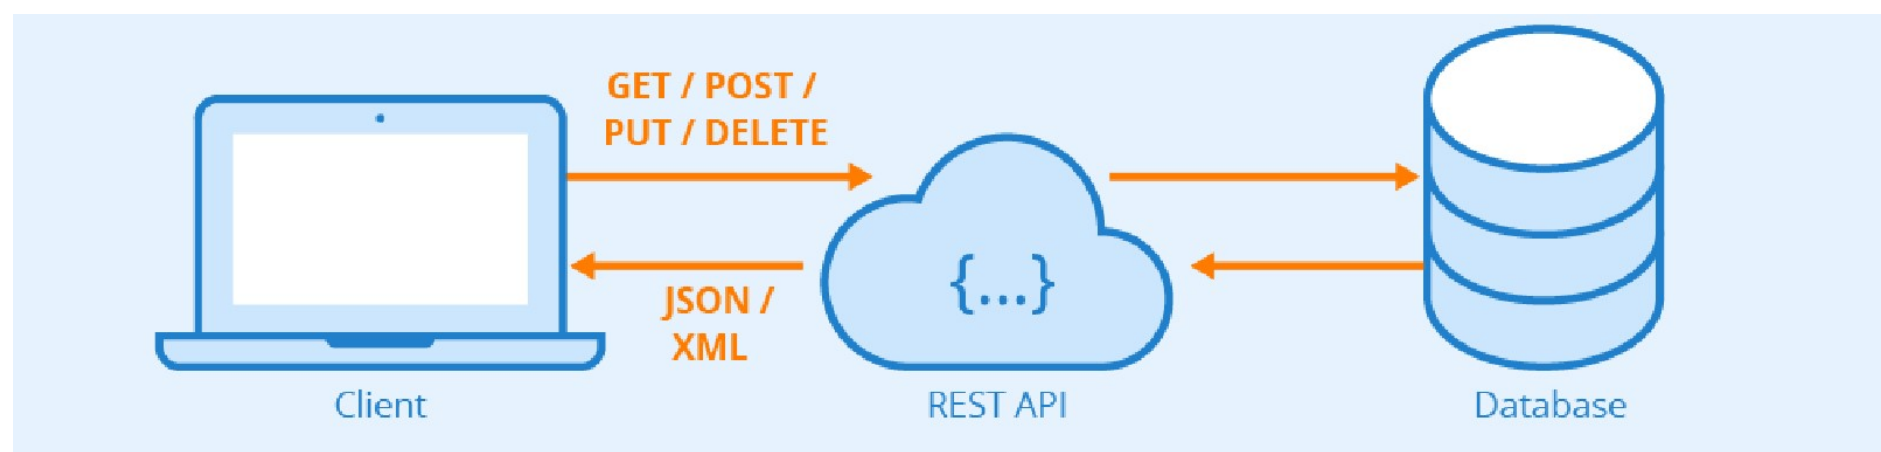 GET / POST /
PUT / DELETE
{...}
JSON /
XML
Client
REST API
Database